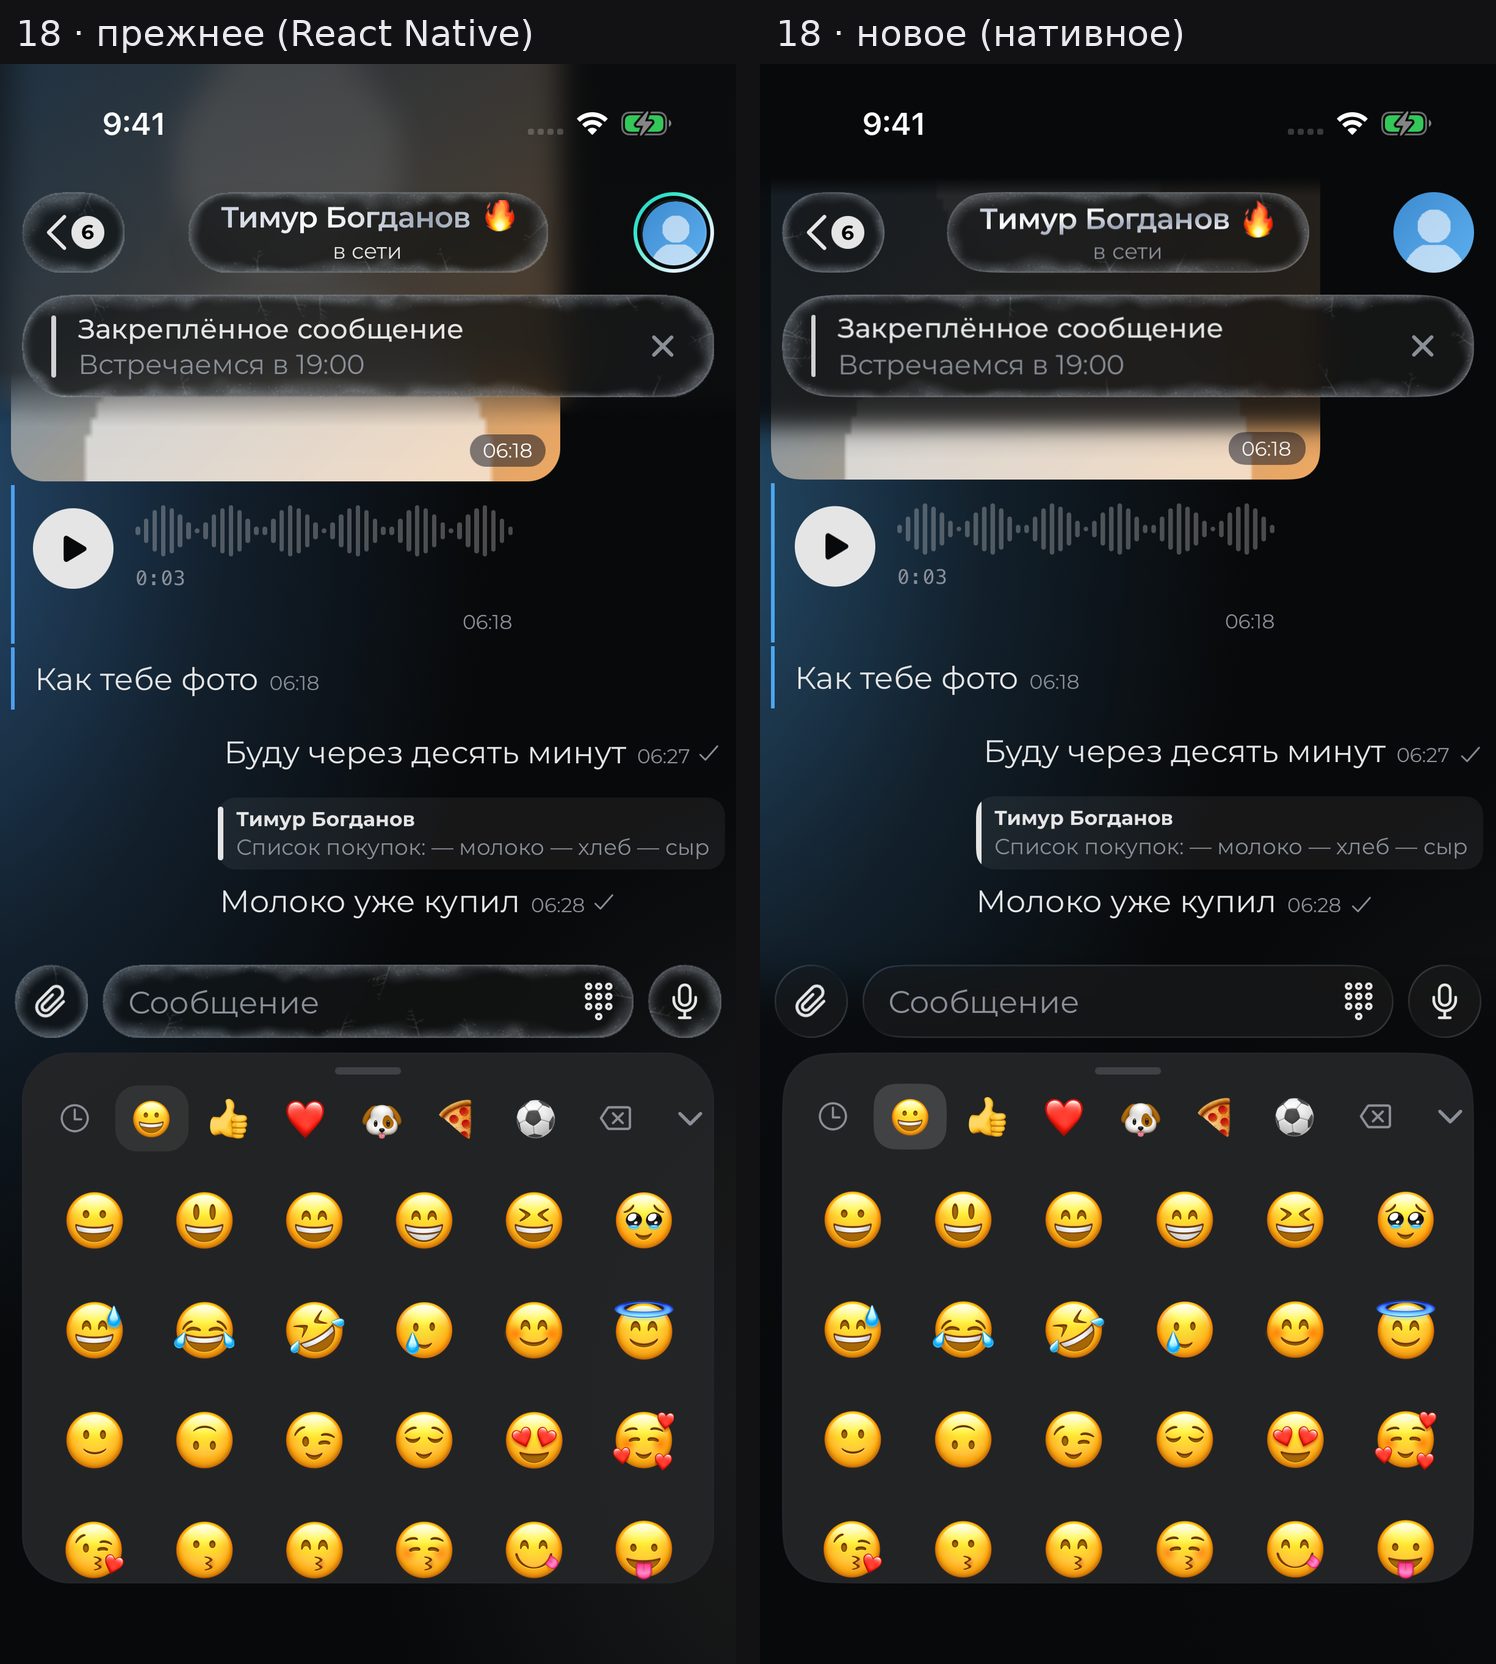 18 · прежнее (React Native)
9:41
6
Тимур Богданов 🔥
в сети
Закреплённое сообщение
Встречаемся в 19:00
06:18
0:03
06:18
Как тебе фото 06:18
Буду через десять минут 06:27
Тимур Богданов
Список покупок: — молоко — хлеб — сыр
Молоко уже купил 06:28
Сообщение
18 · новое (нативное)
9:41
6
Тимур Богданов 🔥
в сети
Закреплённое сообщение
Встречаемся в 19:00
06:18
0:03
06:18
Как тебе фото 06:18
Буду через десять минут 06:27
Тимур Богданов
Список покупок: — молоко — хлеб — сыр
Молоко уже купил 06:28
Сообщение